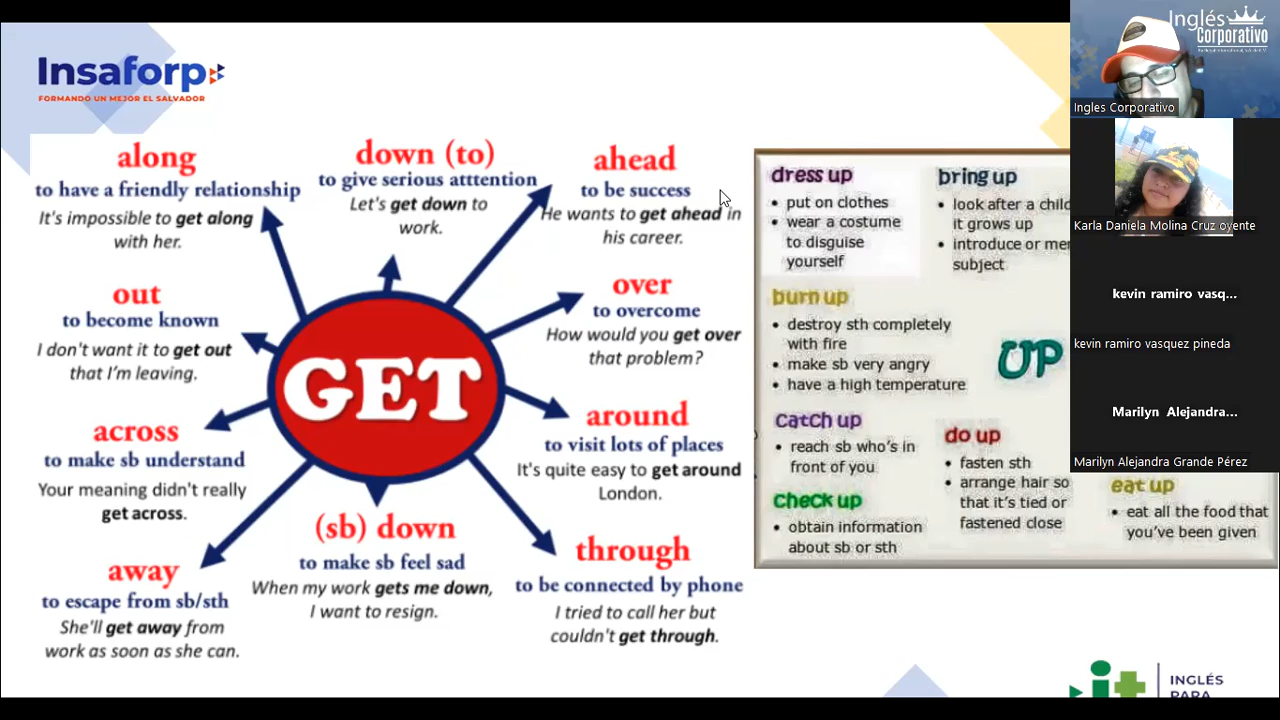 Insaforp
FORMANDO UN MEJOR EL SALVADOR
along
to have a friendly relationship
It's impossible to get along
with her.
down (to)
to give serious atttention
Let's get down to
work.
ahead
to be success
He wants to get ahead in
his career.
out
to become known
I don't want it to get out
that I'm leaving.
over
to overcome
How would you get over
that problem?
GET
across
to make sb understand
Your meaning didn't really
get across.
around
to visit lots of places
It's quite easy to get around
London.
away
to escape from sb/sth
She'll get away from
work as soon as she can.
(sb) down
to make sb feel sad
When my work gets me down,
I want to resign.
through
to be connected by phone
I tried to call her but
couldn't get through.
dress up
• put on clothes
• wear a costume
to disguise
yourself
bring up
• look after a child
it grows up
• introduce or
subject
burn up
• destroy sth completely
with fire
• make sb very angry
• have a high temperature
UP
catch up
• reach sb who's in
front of you
do up
• fasten sth
• arrange hair so
that it's tied or
fastened close
check up
• obtain information
about sb or sth
eat up
• eat all the food that
you've been given
it+
INGLÉS
PARA
Inglés
Corporativo
Ingles Corporativo
Karla Daniela Molina Cruz oyente
kevin ramiro vasq...
kevin ramiro vasquez pineda
Marilyn Alejandra...
Marilyn Alejandra Grande Pérez